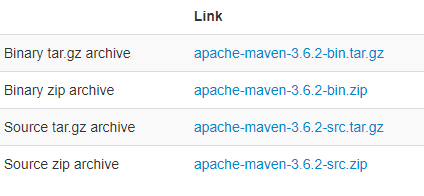 Link
Binary tar.gz archive apache-maven-3.6.2-bin.tar.gz
Binary zip archive apache-maven-3.6.2-bin.zip
Source tar.gz archive apache-maven-3.6.2-src.tar.gz
Source zip archive apache-maven-3.6.2-src.zip